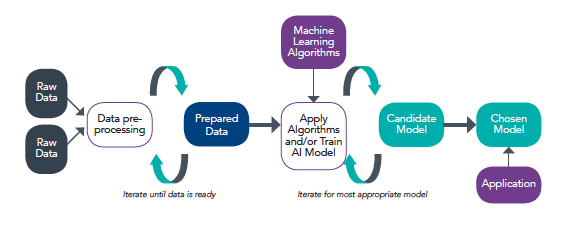 Machine
Learning
Algorithms
Raw
Data
Raw
Data
Data pre-
processing
Prepared
Data
Apply
Algorithms
and/or Train
AI Model
Candidate
Model
Chosen
Model
Application
Iterate until data is ready
Iterate for most appropriate model